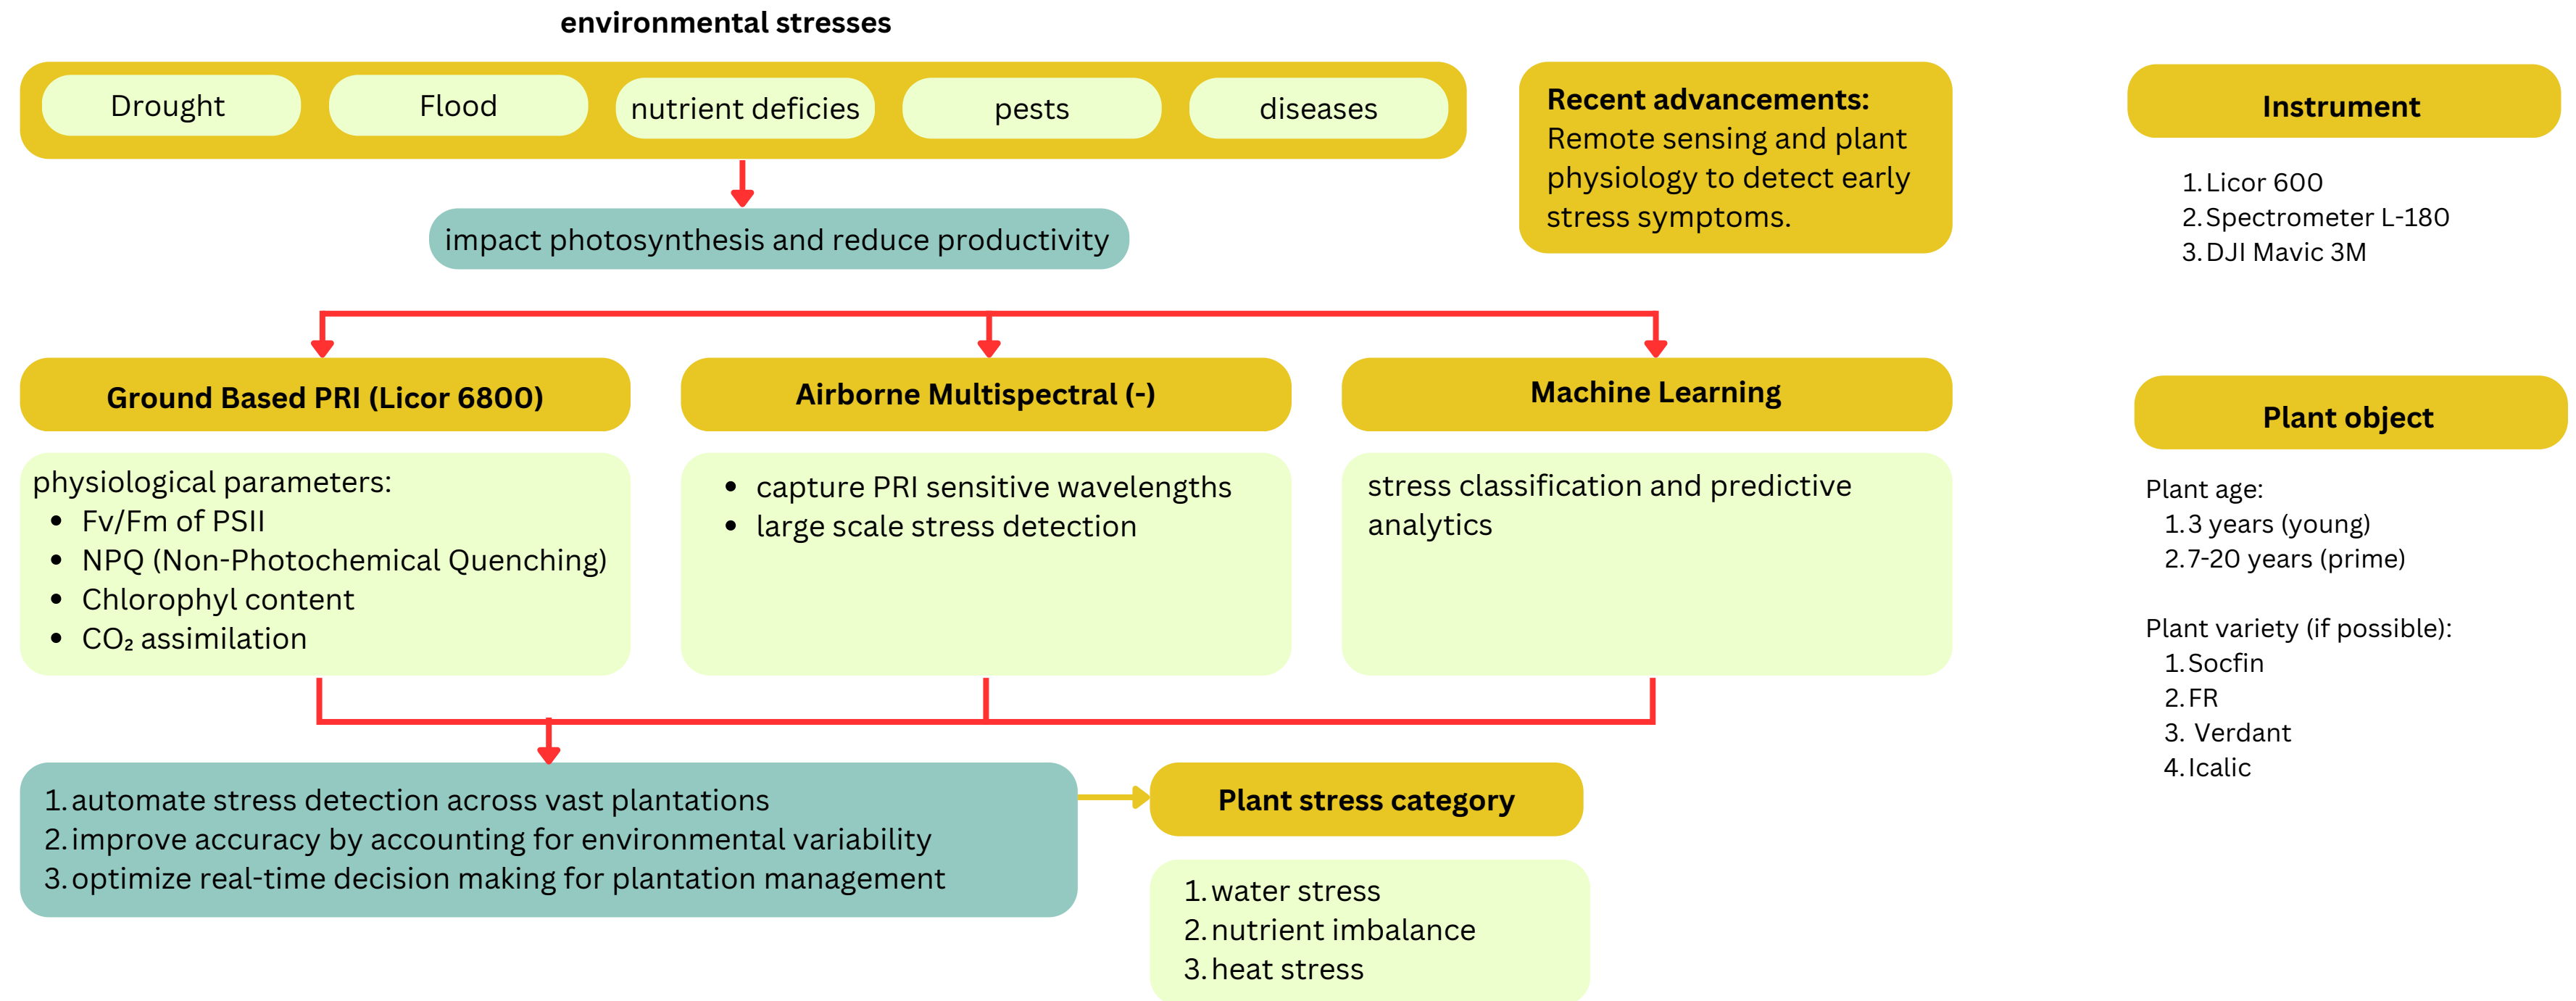 environmental stresses
Drought
Flood
nutrient deficies
pests
diseases
impact photosynthesis and reduce productivity
Recent advancements:
Remote sensing and plant
physiology to detect early
stress symptoms.
Ground Based PRI (Licor 6800)
physiological parameters:
• Fv/Fm of PSII
• NPQ (Non-Photochemical Quenching)
• Chlorophyl content
• CO₂ assimilation
Airborne Multispectral (-)
• capture PRI sensitive wavelengths
• large scale stress detection
Machine Learning
stress classification and predictive
analytics
1. automate stress detection across vast plantations
2. improve accuracy by accounting for environmental variability
3. optimize real-time decision making for plantation management
Plant stress category
1. water stress
2. nutrient imbalance
3. heat stress
Instrument
1. Licor 600
2. Spectrometer L-180
3. DJI Mavic 3M
Plant object
Plant age:
1. 3 years (young)
2. 7-20 years (prime)
Plant variety (if possible):
1. Socfin
2. FR
3. Verdant
4. Icalic